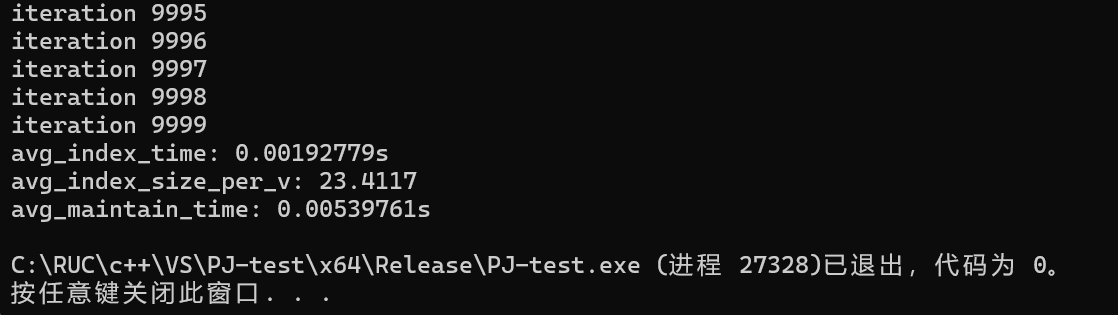 iteration 9995
iteration 9996
iteration 9997
iteration 9998
iteration 9999
avg_index_time: 0.00192779s
avg_index_size_per_v: 23.4117
avg_maintain_time: 0.00539761s
C:\RUC\c++\VS\PJ-test\x64\Release\PJ-test.exe (进程 27328)已退出，代码为 0。
按任意键关闭此窗口. . .